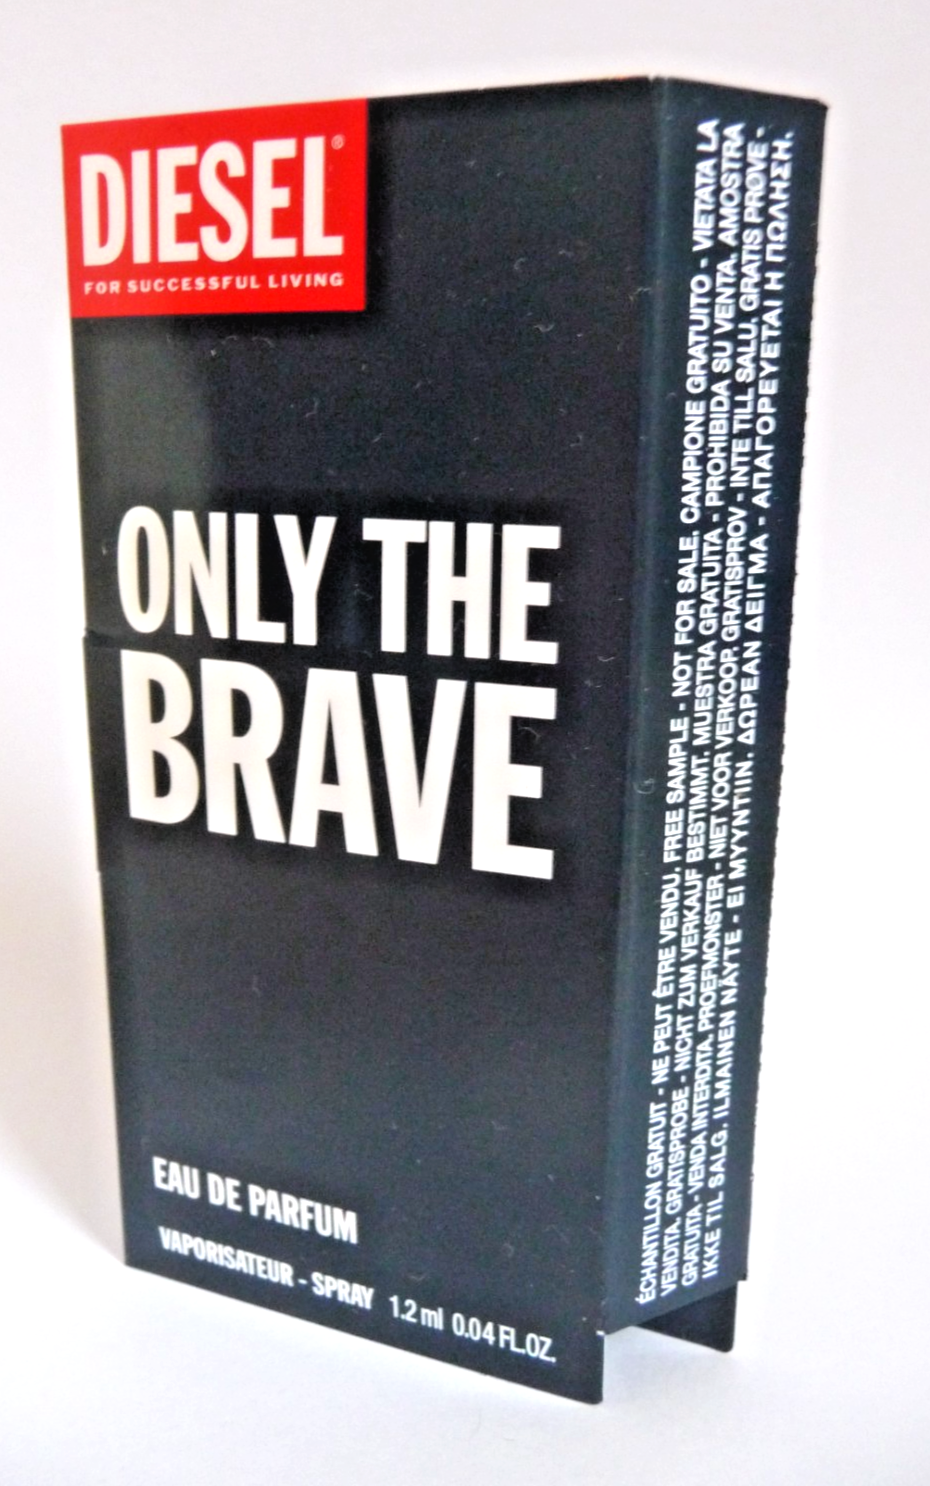 DIESEL®
FOR SUCCESSFUL LIVING
ONLY THE
BRAVE
EAU DE PARFUM
VAPORISATEUR - SPRAY 1.2 ml 0.04 FL.OZ.
ÉCHANTILLON GRATUIT - NE PEUT ÊTRE VENDU, FREE SAMPLE - NOT FOR SALE, CAMPIONE GRATUITO - VIETATA LA
VENDITA, GRATISPROBE - NICHT ZUM VERKAUF BESTIMMT, MUESTRA GRATUITA - PROHIBIDA SU VENTA, AMOSTRA
GRATUITA - VENDA INTERDITA, PROEFMONSTER - NIET VOOR VERKOOP, GRATISPROV - INTE TILL SALU, GRATIS PRØVE -
IKKE TIL SALG, ILMAINEN NÄYTE - EI MYYNTIIN, ΔΩΡΕΑΝ ΔΕΙΓΜΑ - ΑΠΑΓΟΡΕΥΕΤΑΙ Η ΠΩΛΗΣΗ.